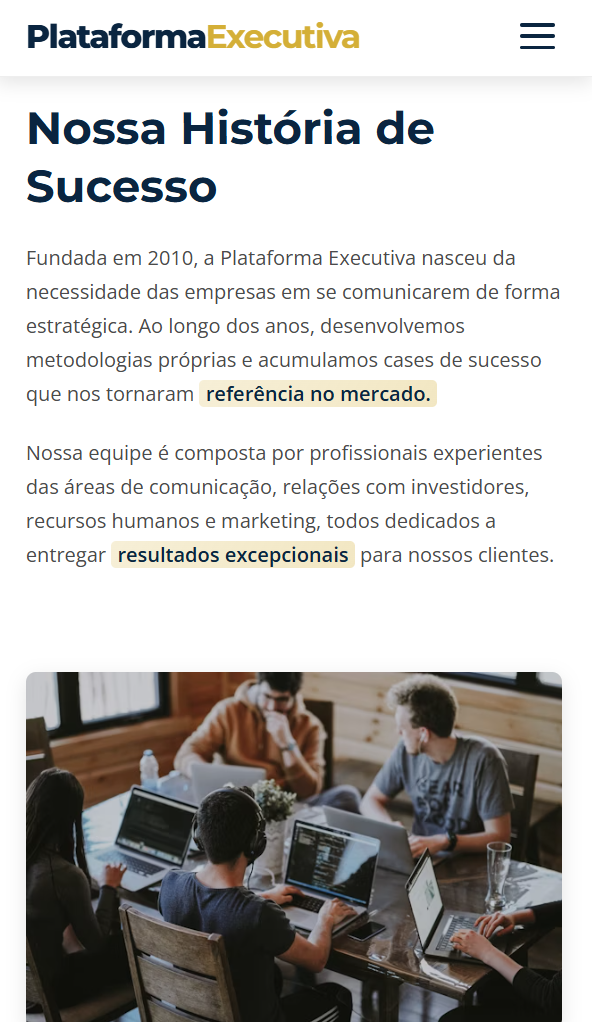 PlataformaExecutiva
Nossa História de
Sucesso
Fundada em 2010, a Plataforma Executiva nasceu da
necessidade das empresas em se comunicarem de forma
estratégica. Ao longo dos anos, desenvolvemos
metodologias próprias e acumulamos cases de sucesso
que nos tornaram referência no mercado.
Nossa equipe é composta por profissionais experientes
das áreas de comunicação, relações com investidores,
recursos humanos e marketing, todos dedicados a
entregar resultados excepcionais para nossos clientes.